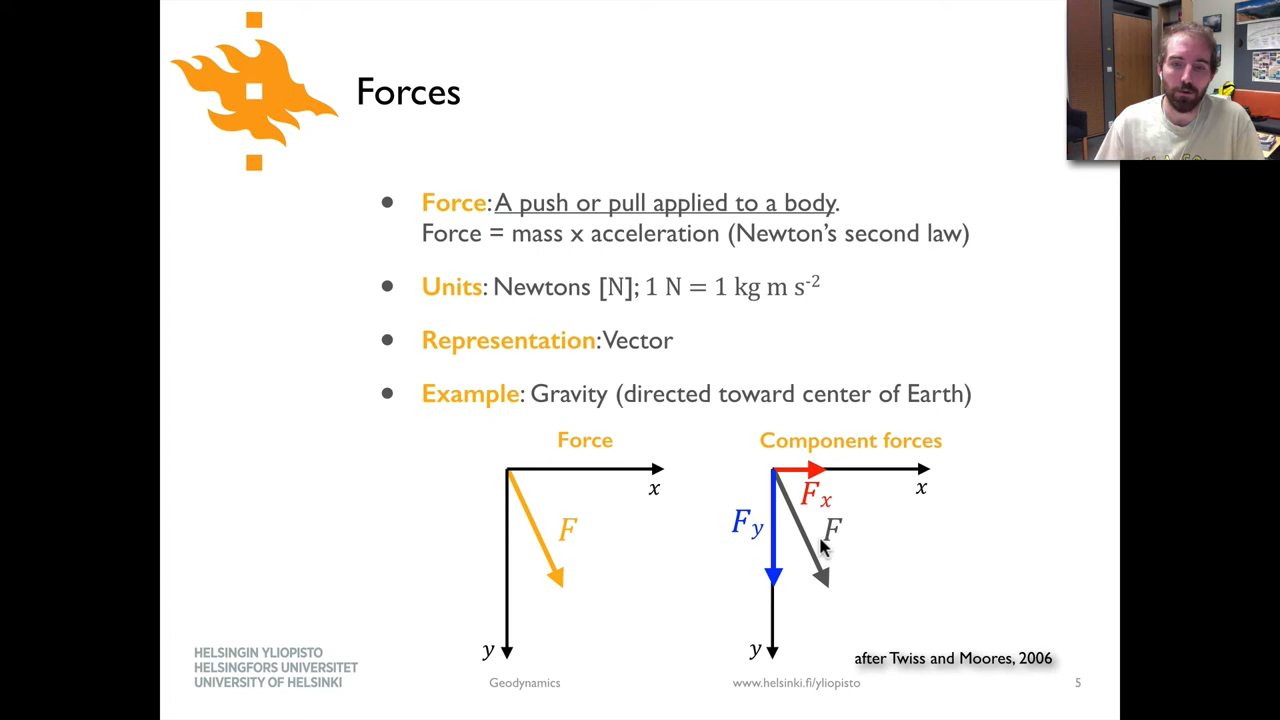 Forces
• Force: A push or pull applied to a body.
Force = mass x acceleration (Newton's second law)
• Units: Newtons [N]; 1 N = 1 kg m s-2
• Representation: Vector
• Example: Gravity (directed toward center of Earth)
Force
x
F
y
Component forces
x
Fx
Fy
F
y
after Twiss and Moores, 2006
HELSINGIN YLIOPISTO
HELSINGFORS UNIVERSITET
UNIVERSITY OF HELSINKI
Geodynamics
www.helsinki.fi/yliopisto
5